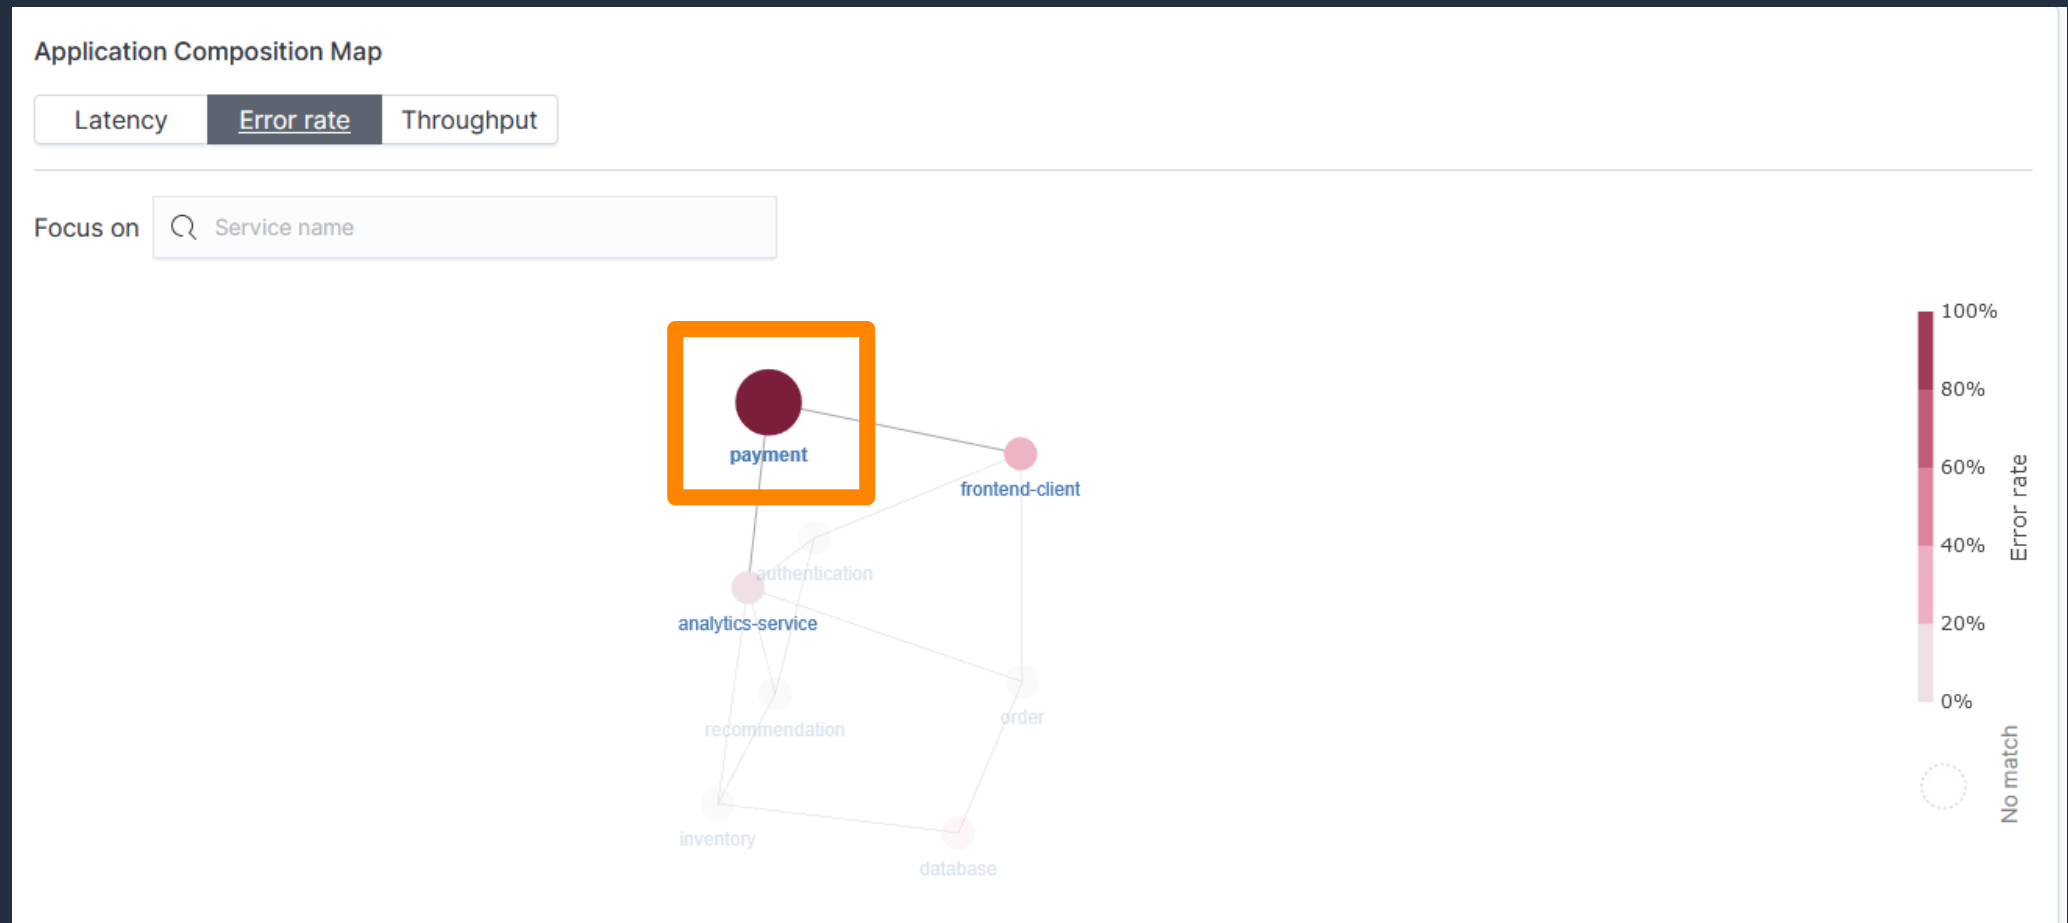 Application Composition Map
Latency
Error rate
Throughput
Focus on
Service name
payment
frontend-client
authentication
analytics-service
recommendation
order
inventory
database
100%
80%
60%
40%
20%
0%
Error rate
No match